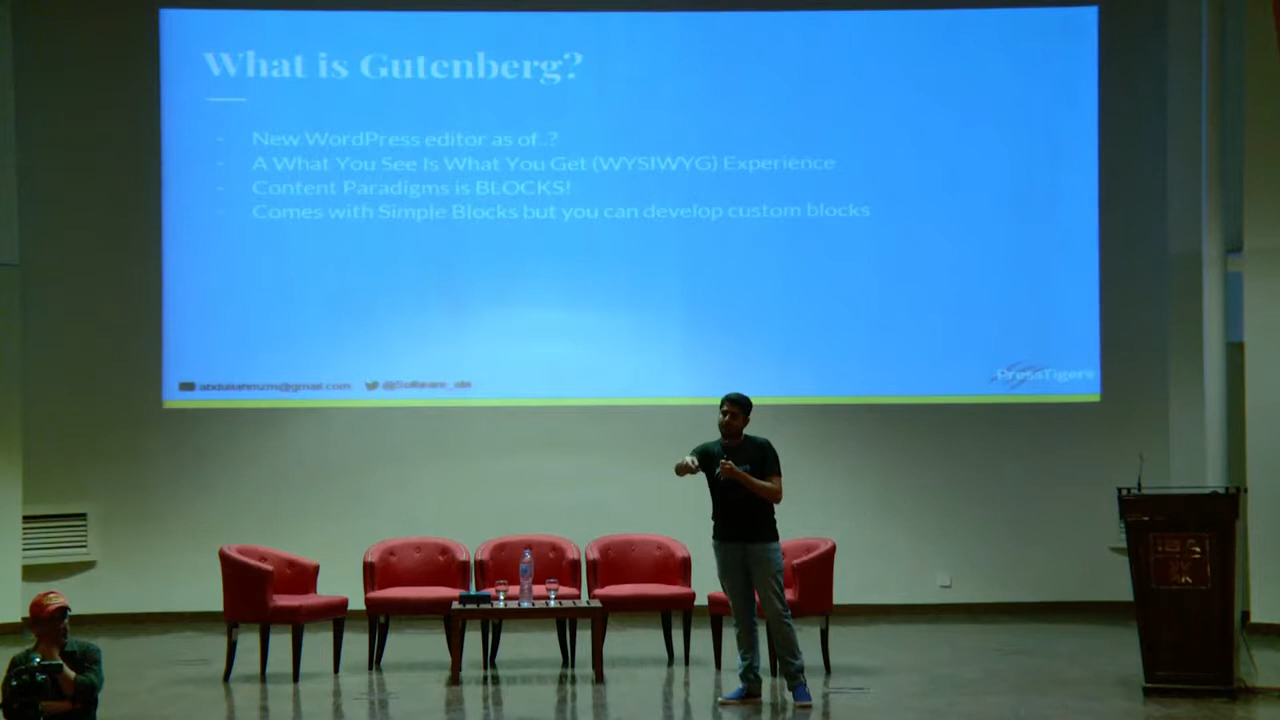 What is Gutenberg?
- New WordPress editor as of..?
- A What You See Is What You Get (WYSIWYG) Experience
- Content Paradigms is BLOCKS!
- Comes with Simple Blocks but you can develop custom blocks
PressTigers